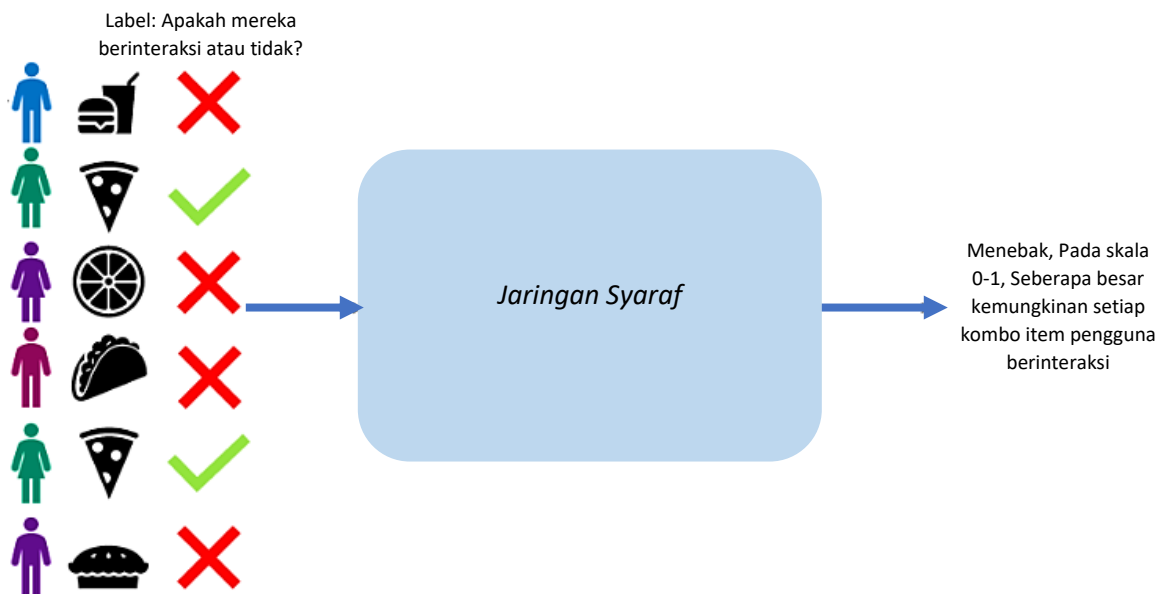 Label: Apakah mereka
berinteraksi atau tidak?
Jaringan Syaraf
Menebak, Pada skala
0-1, Seberapa besar
kemungkinan setiap
kombo item pengguna
berinteraksi